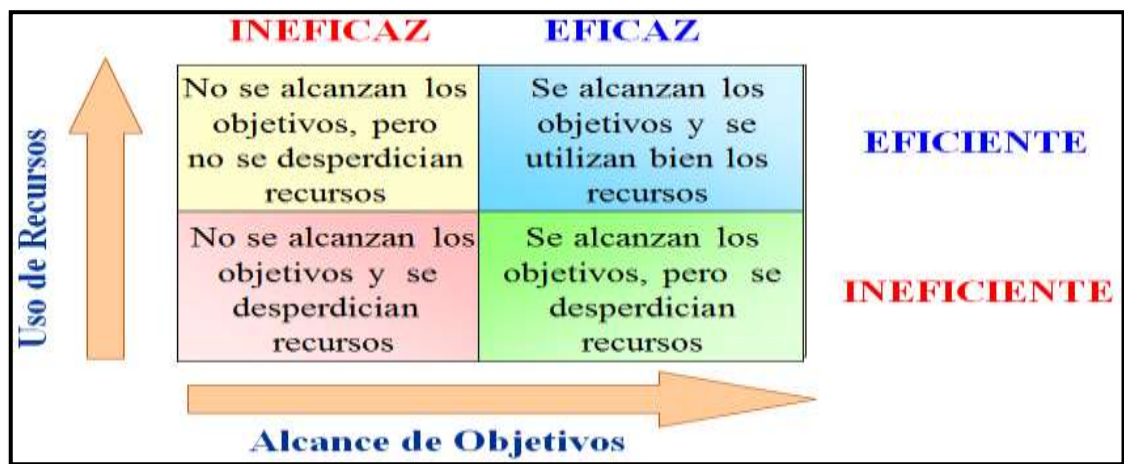 INEFICAZ EFICAZ
No se alcanzan los
objetivos, pero
no se desperdician
recursos
Se alcanzan los
objetivos y se
utilizan bien los
recursos
EFICIENTE
Uso de Recursos
No se alcanzan los
objetivos y se
desperdician
recursos
Se alcanzan los
objetivos, pero se
desperdician
recursos
INEFICIENTE
Alcance de Objetivos